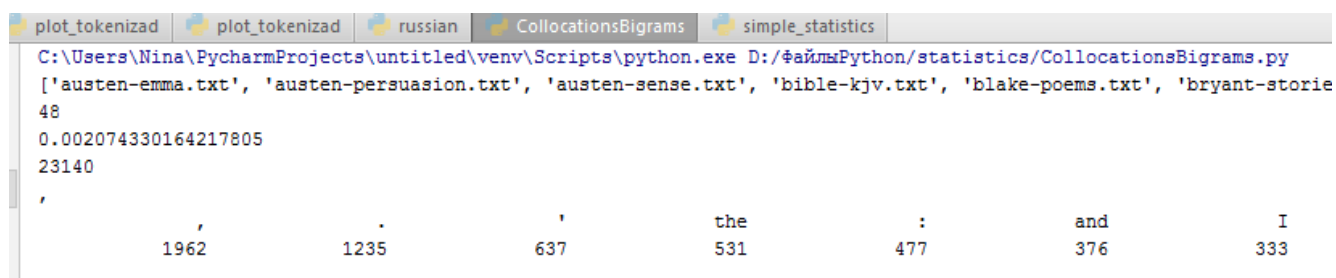 plot_tokenizad plot_tokenizad russian CollocationsBigrams simple_statistics
C:\Users\Nina\PycharmProjects\untitled\venv\Scripts\python.exe D:/ФайлыPython/statistics/CollocationsBigrams.py
['austen-emma.txt', 'austen-persuasion.txt', 'austen-sense.txt', 'bible-kjv.txt', 'blake-poems.txt', 'bryant-storie
48
0.002074330164217805
23140
,
, . ' the : and I
1962 1235 637 531 477 376 333